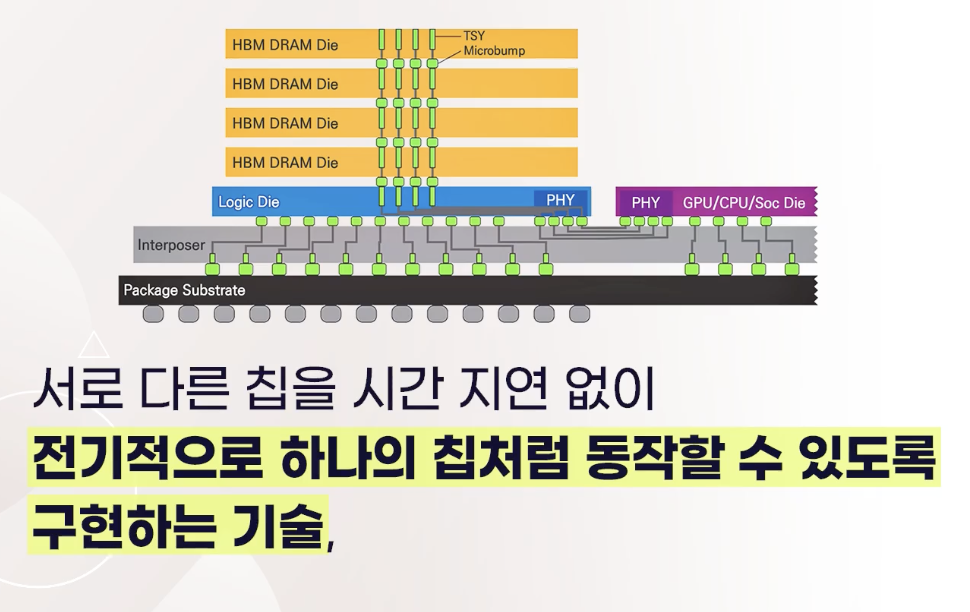 HBM DRAM Die
TSY
Microbump
HBM DRAM Die
HBM DRAM Die
HBM DRAM Die
Logic Die
PHY
PHY
GPU/CPU/Soc Die
Interposer
Package Substrate
서로 다른 칩을 시간 지연 없이
전기적으로 하나의 칩처럼 동작할 수 있도록
구현하는 기술,